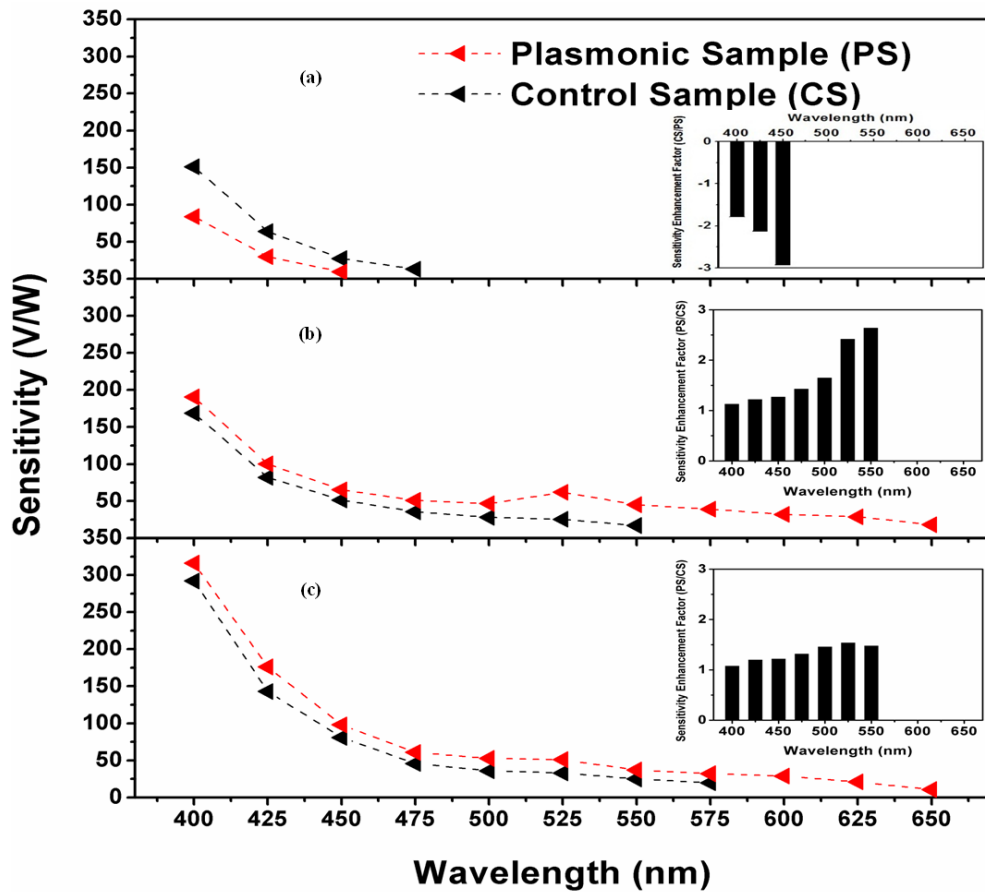 Sensitivity (V/W)
350
300
250
200
150
100
50
(a)
Plasmonic Sample (PS)
Control Sample (CS)
Wavelength (nm)
400 450 500 550 600 650
Sensitivity Enhancement Factor (CS/PS)
0
-1
-2
-3
350
300
250
200
150
100
50
(b)
Sensitivity Enhancement Factor (PS/CS)
3
2
1
0
400 450 500 550 600 650
Wavelength (nm)
350
300
250
200
150
100
50
0
(c)
Sensitivity Enhancement Factor (PS/CS)
3
2
1
0
400 450 500 550 600 650
Wavelength (nm)
400 425 450 475 500 525 550 575 600 625 650
Wavelength (nm)